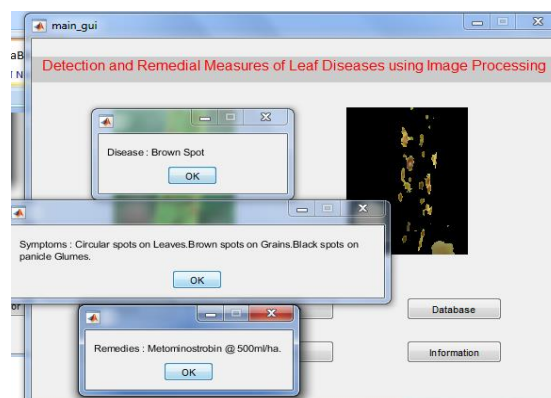 main_gui
Detection and Remedial Measures of Leaf Diseases using Image Processing
Disease : Brown Spot
OK
Symptoms : Circular spots on Leaves.Brown spots on Grains.Black spots on
panicle Glumes.
OK
Database
Remedies : Metominostrobin @ 500ml/ha.
OK
Information